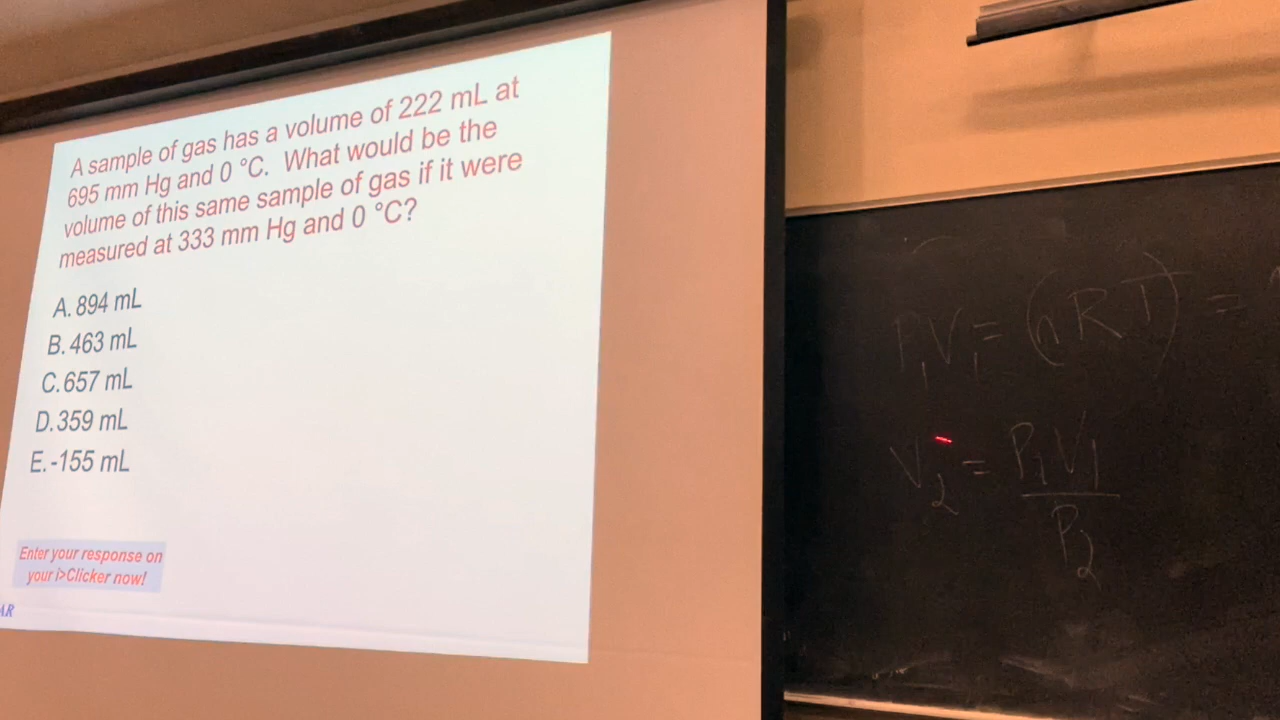 A sample of gas has a volume of 222 mL at
695 mm Hg and 0 °C. What would be the
volume of this same sample of gas if it were
measured at 333 mm Hg and 0 °C?
A. 894 mL
B. 463 mL
C. 657 mL
D. 359 mL
E. -155 mL
Enter your response on
your i>Clicker now!
AR
P₁V₁ = (nRT) =
V₂ = P₁V₁
P₂